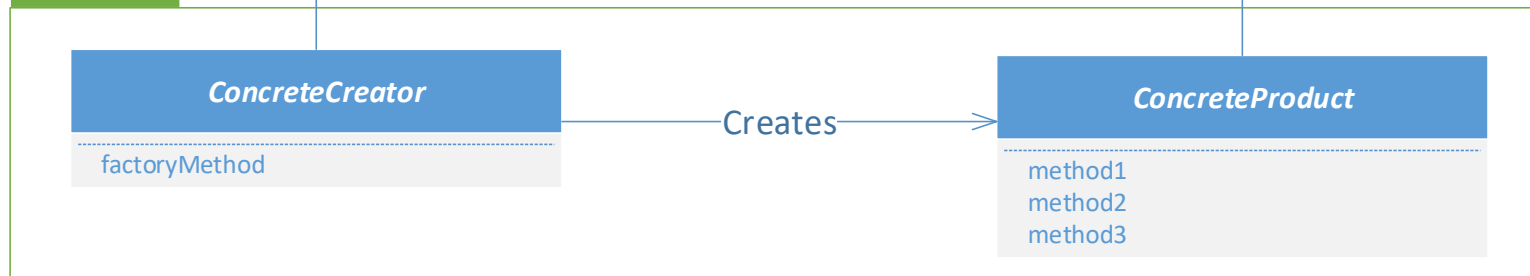 ConcreteCreator
factoryMethod
Creates
ConcreteProduct
method1
method2
method3